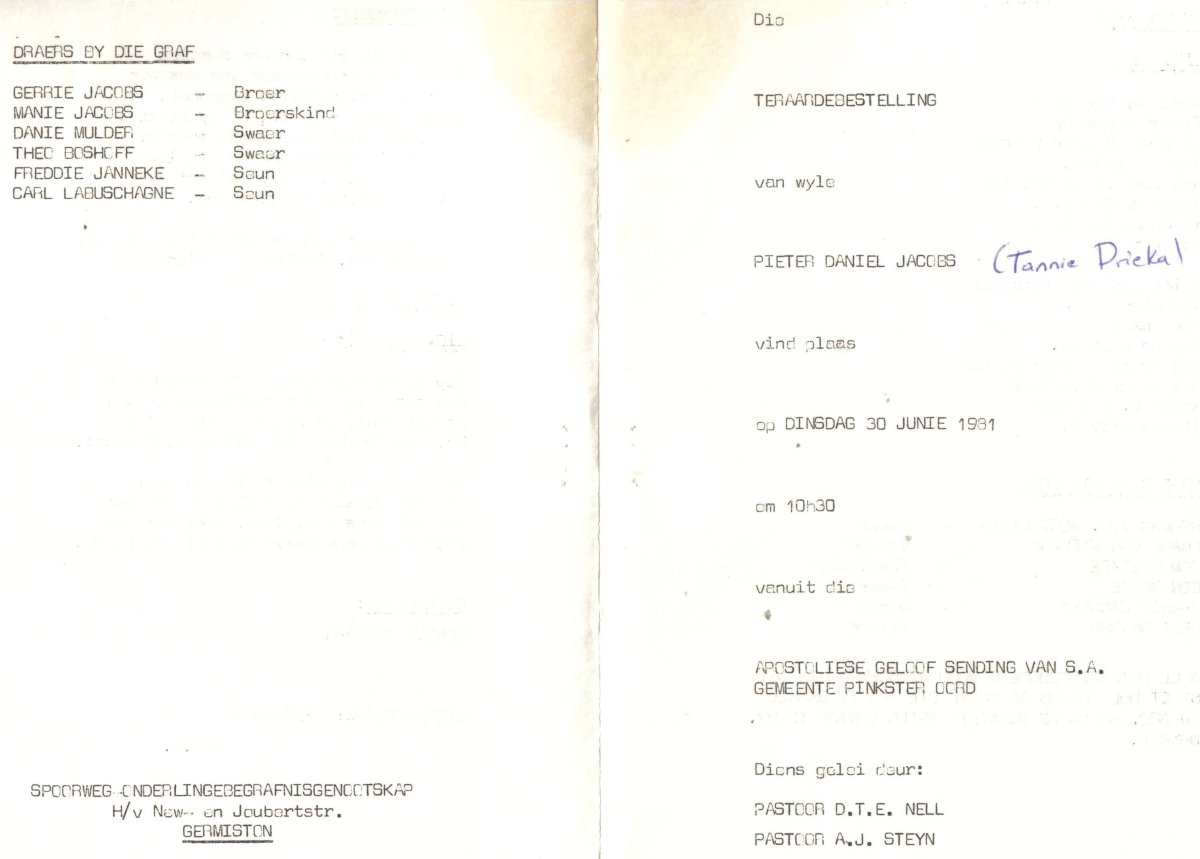 DRAERS BY DIE GRAF
GERRIE JACOBS - Broer
MANIE JACOBS - Broerskind
DANIE MULDER - Swaer
THEO BOSHOFF - Swaer
FREDDIE JANNEKE - Seun
CARL LABUSCHAGNE - Seun
SPOORWEG-ONDERLINGEBEGRAFNISGENOOTSKAP
H/v New- en Joubertstr.
GERMISTON
Die
TERAARDEBESTELLING
van wyle
PIETER DANIEL JACOBS (Tannie Drieka)
vind plaas
op DINSDAG 30 JUNIE 1981
om 10h30
vanuit die
APOSTOLIESE GELOOF SENDING VAN S.A.
GEMEENTE PINKSTER OORD
Diens gelei deur:
PASTOOR D.T.E. NELL
PASTOOR A.J. STEYN